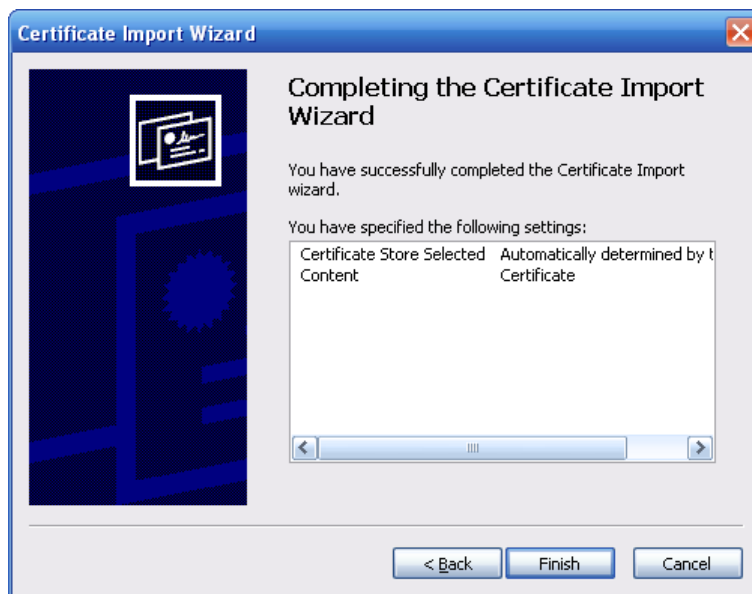 Certificate Import Wizard
Completing the Certificate Import
Wizard
You have successfully completed the Certificate Import
wizard.
You have specified the following settings:
Certificate Store Selected Automatically determined by t
Content Certificate
< Back Finish Cancel